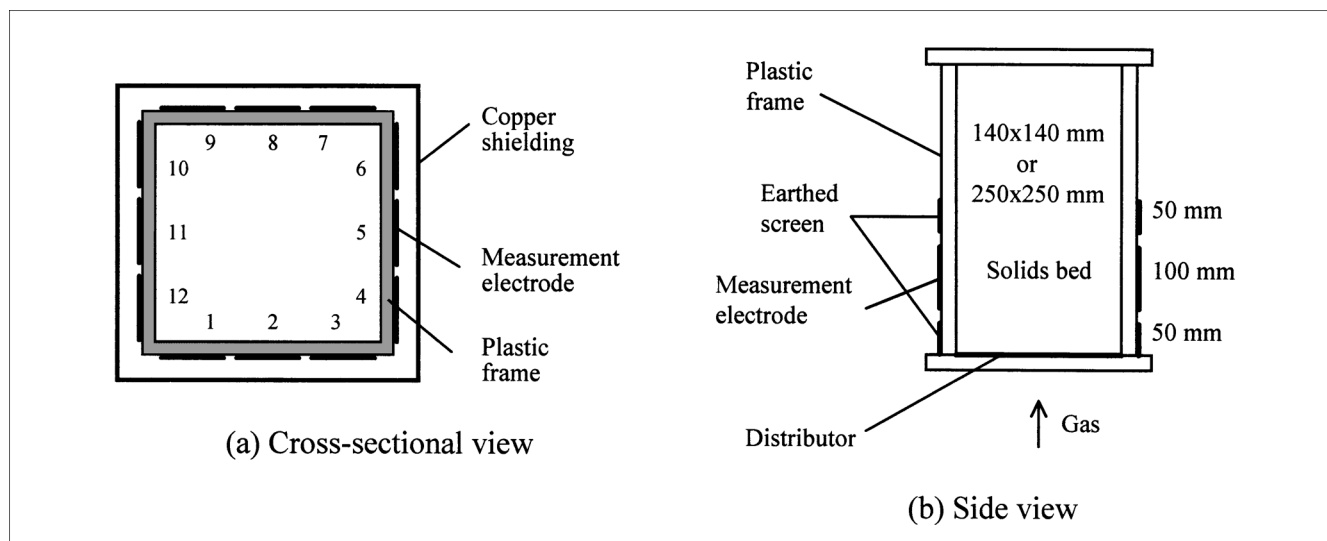 Copper
shielding
9 8 7
10 6
11 5
Measurement
electrode
12 4
1 2 3
Plastic
frame
(a) Cross-sectional view
Plastic
frame
140x140 mm
or
250x250 mm
Earthed
screen
50 mm
Solids bed
100 mm
Measurement
electrode
50 mm
Distributor
Gas
(b) Side view